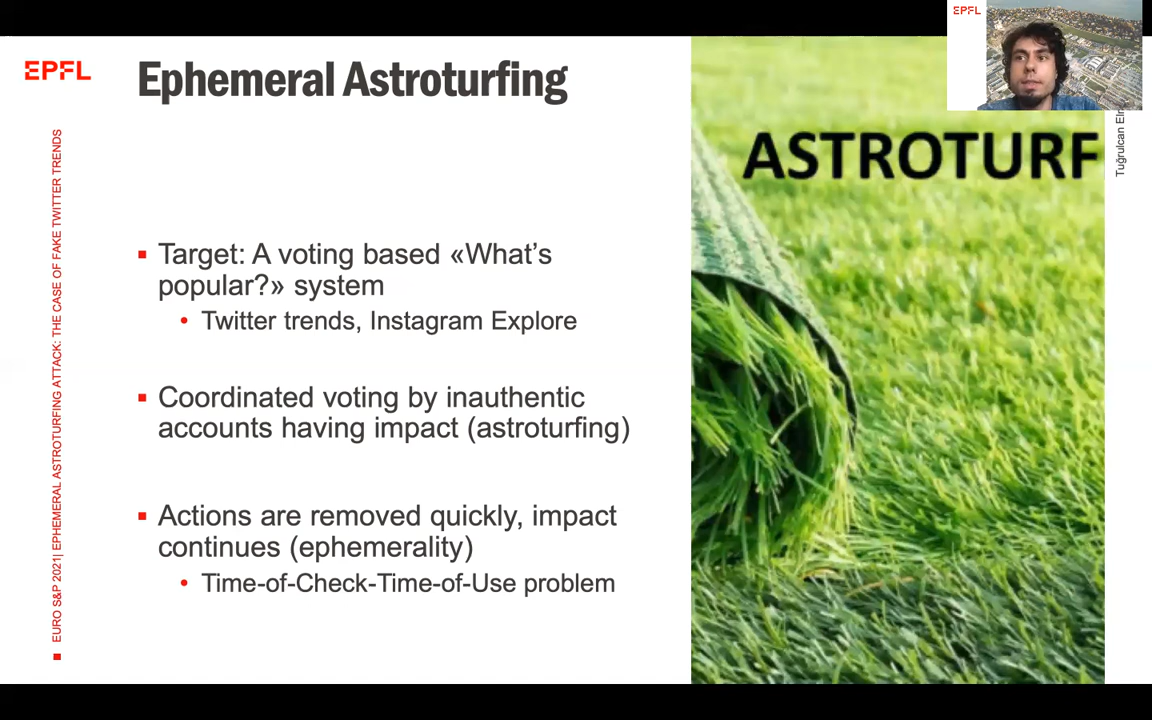 EPFL
Ephemeral Astroturfing
EPFL
ASTROTURF
Tuğrulcan
EURO S&P 2021| EPHEMERAL ASTROTURFING ATTACK: THE CASE OF FAKE TWITTER TRENDS
▪ Target: A voting based «What’s
popular?» system
• Twitter trends, Instagram Explore
▪ Coordinated voting by inauthentic
accounts having impact (astroturfing)
▪ Actions are removed quickly, impact
continues (ephemerality)
• Time-of-Check-Time-of-Use problem